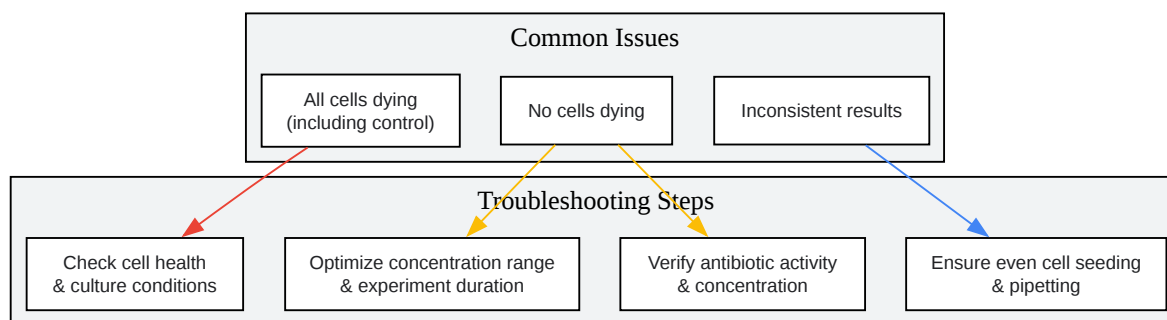 Common Issues
All cells dying
(including control)
No cells dying
Inconsistent results
Troubleshooting Steps
Check cell health
& culture conditions
Optimize concentration range
& experiment duration
Verify antibiotic activity
& concentration
Ensure even cell seeding
& pipetting